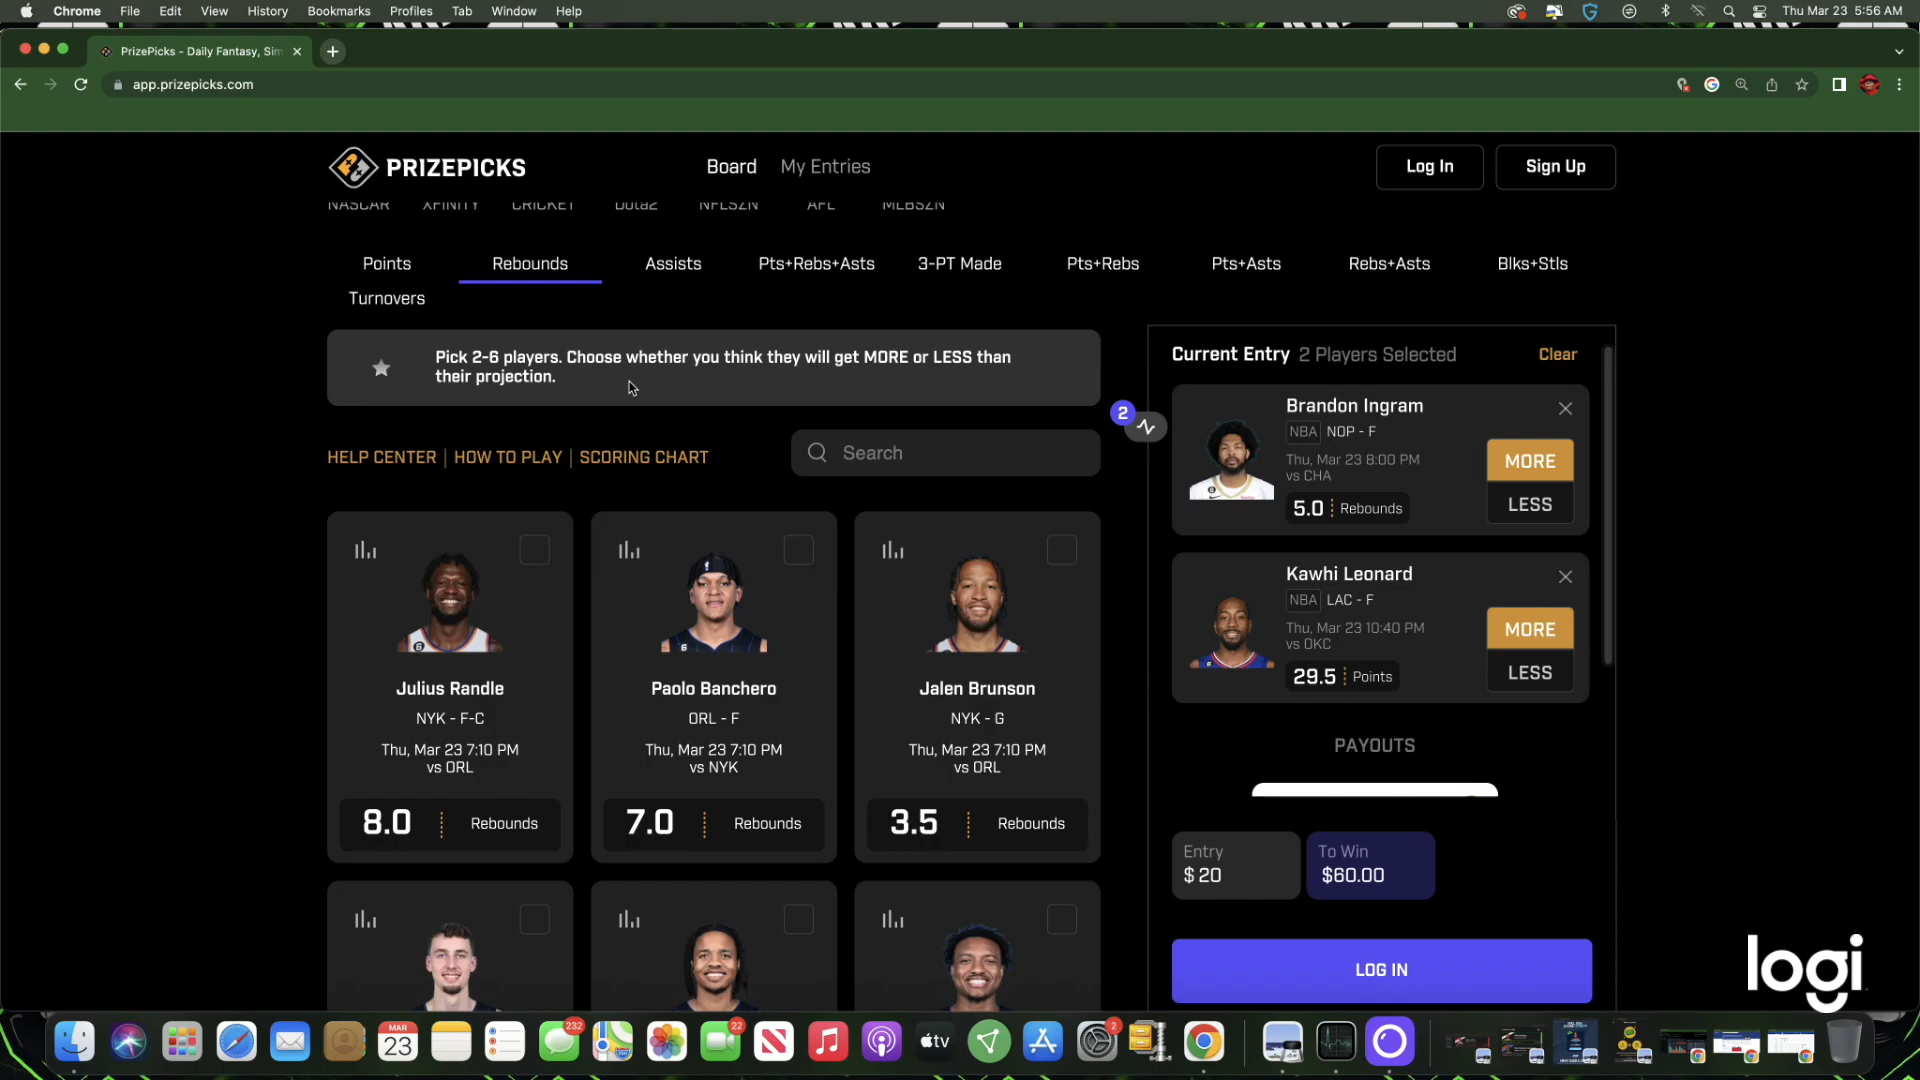 Chrome File Edit View History Bookmarks Profiles Tab Window Help Thu Mar 23 5:56 AM
PrizePicks - Daily Fantasy, Sim
app.prizepicks.com
PRIZEPICKS Board My Entries Log In Sign Up
NASCAR XFINITY CRICKET Dota2 NFLSZN AFL MLBSZN
Points Rebounds Assists Pts+Rebs+Asts 3-PT Made Pts+Rebs Pts+Asts Rebs+Asts Blks+Stls
Turnovers
Pick 2-6 players. Choose whether you think they will get MORE or LESS than
their projection.
HELP CENTER | HOW TO PLAY | SCORING CHART
Search
Julius Randle
NYK - F-C
Thu, Mar 23 7:10 PM
vs ORL
8.0 Rebounds
Paolo Banchero
ORL - F
Thu, Mar 23 7:10 PM
vs NYK
7.0 Rebounds
Jalen Brunson
NYK - G
Thu, Mar 23 7:10 PM
vs ORL
3.5 Rebounds
Current Entry 2 Players Selected Clear
2
Brandon Ingram
NBA NOP - F
Thu, Mar 23 8:00 PM
vs CHA
5.0 Rebounds
MORE
LESS
Kawhi Leonard
NBA LAC - F
Thu, Mar 23 10:40 PM
vs OKC
29.5 Points
MORE
LESS
PAYOUTS
Entry
$ 20
To Win
$60.00
LOG IN
logi
MAR
23
232
22
tv
2